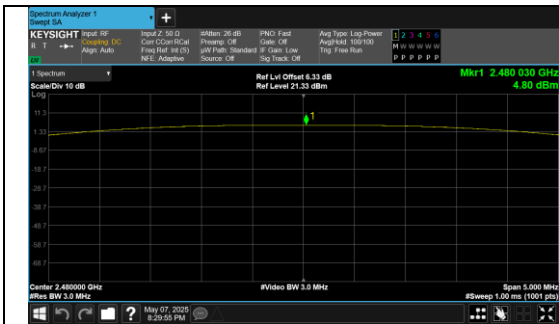 Spectrum Analyzer 1
Swept SA
KEYSIGHT Input: RF Input Z: 50 Ω #Atten: 26 dB PNO: Fast Avg Type: Log-Power 1 2 3 4 5 6
R T Coupling: DC Corr CCorr RCal Preamp: Off Gate: Off Avg|Hold: 100/100 M W W W W W
Align: Auto Freq Ref: Int (S) µW Path: Standard IF Gain: Low Trig: Free Run
NFE: Adaptive Source: Off Sig Track: Off P P P P P P
1 Spectrum Ref Lvl Offset 6.33 dB Mkr1 2.480 030 GHz
Scale/Div 10 dB Ref Level 21.33 dBm 4.80 dBm
Log
11.3
1
1.33
-8.67
-18.7
-28.7
-38.7
-48.7
-58.7
-68.7
Center 2.480000 GHz #Video BW 3.0 MHz Span 5.000 MHz
#Res BW 3.0 MHz #Sweep 1.00 ms (1001 pts)
May 07, 2025
8:29:55 PM